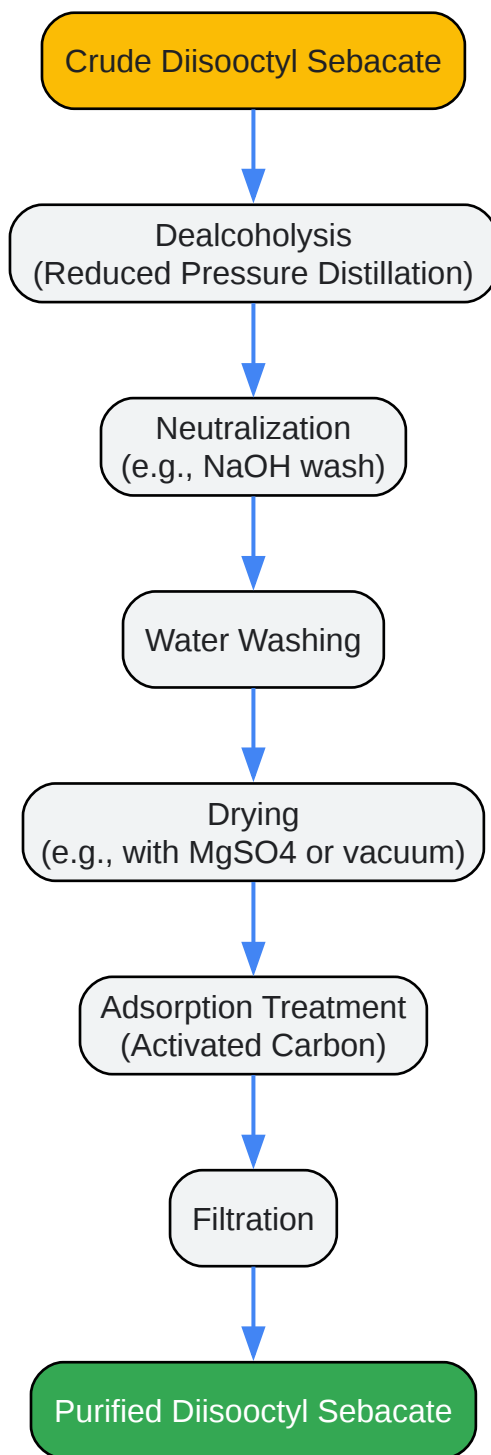 Crude Diisooctyl Sebacate
Dealcoholysis
(Reduced Pressure Distillation)
Neutralization
(e.g., NaOH wash)
Water Washing
Drying
(e.g., with MgSO4 or vacuum)
Adsorption Treatment
(Activated Carbon)
Filtration
Purified Diisooctyl Sebacate